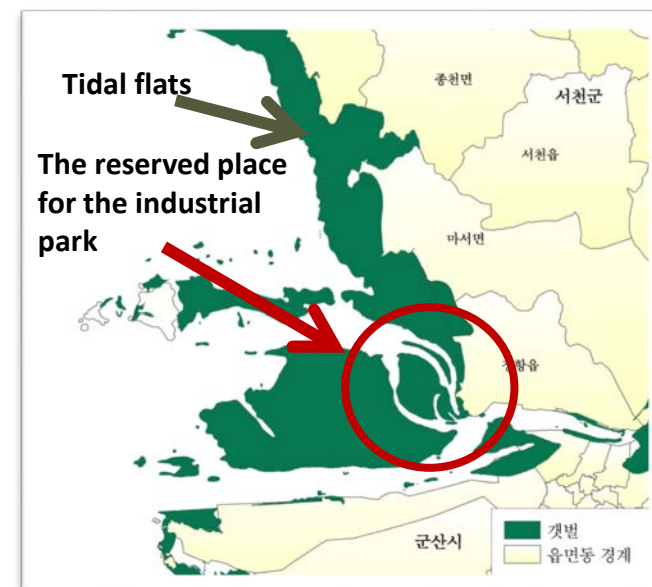 Tidal flats
The reserved place
for the industrial
park
종천면
서천군
서천읍
마서면
장항읍
군산시
갯벌
읍면동 경계